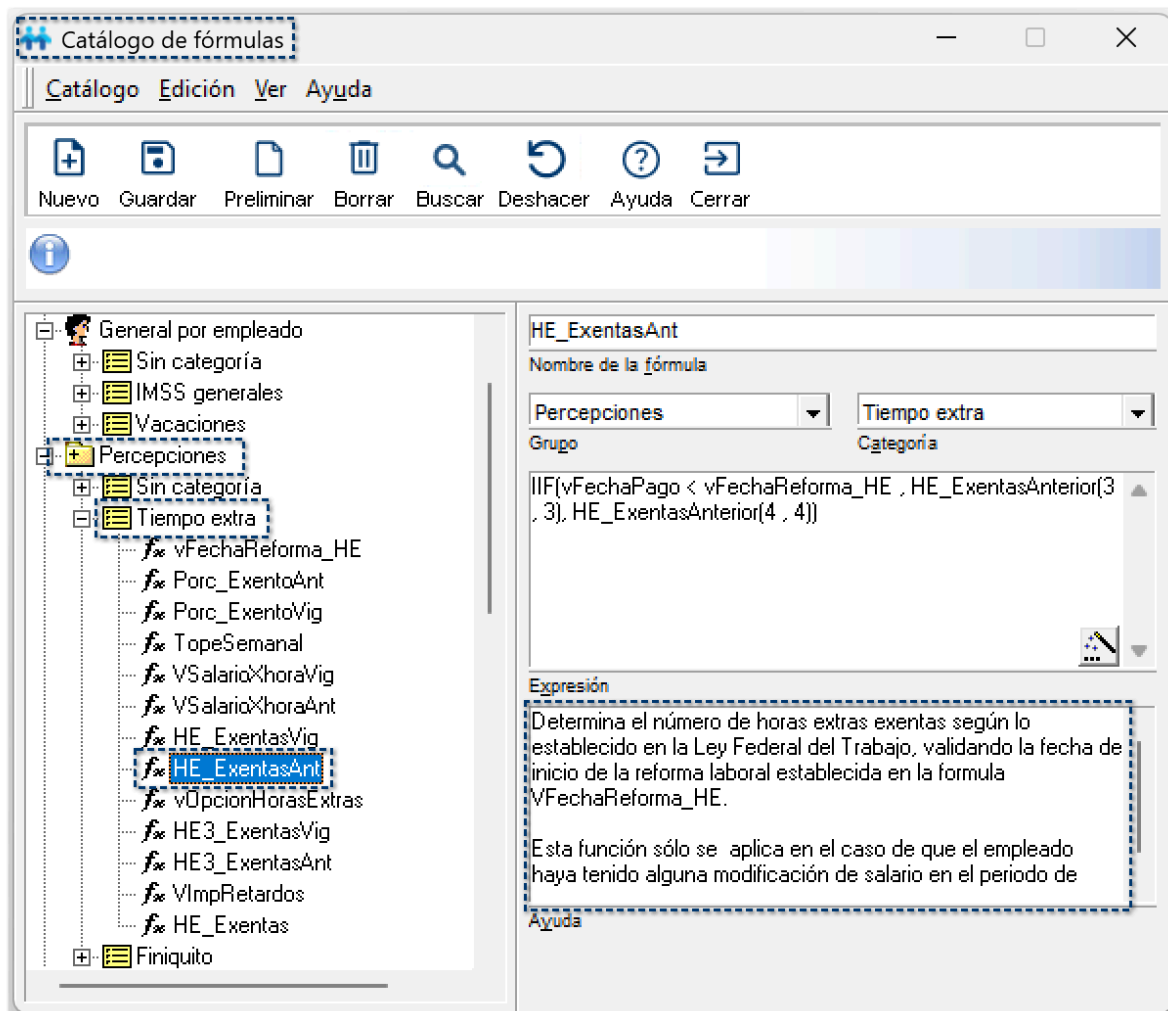 Catálogo de fórmulas
Catálogo Edición Ver Ayuda
Nuevo Guardar Preliminar Borrar Buscar Deshacer Ayuda Cerrar
General por empleado
Sin categoría
IMSS generales
Vacaciones
Percepciones
Sin categoría
Tiempo extra
vFechaReforma_HE
Porc_ExentoAnt
Porc_ExentoVig
TopeSemanal
VSalarioXhoraVig
VSalarioXhoraAnt
HE_ExentasVig
HE_ExentasAnt
vOpcionHorasExtras
HE3_ExentasVig
HE3_ExentasAnt
VImpRetardos
HE_Exentas
Finiquito
HE_ExentasAnt
Nombre de la fórmula
Percepciones Tiempo extra
Grupo Categoría
IIF(vFechaPago < vFechaReforma_HE , HE_ExentasAnterior(3
, 3), HE_ExentasAnterior(4 , 4))
Expresión
Determina el número de horas extras exentas según lo
establecido en la Ley Federal del Trabajo, validando la fecha de
inicio de la reforma laboral establecida en la formula
VFechaReforma_HE.
Esta función sólo se aplica en el caso de que el empleado
haya tenido alguna modificación de salario en el periodo de
Ayuda